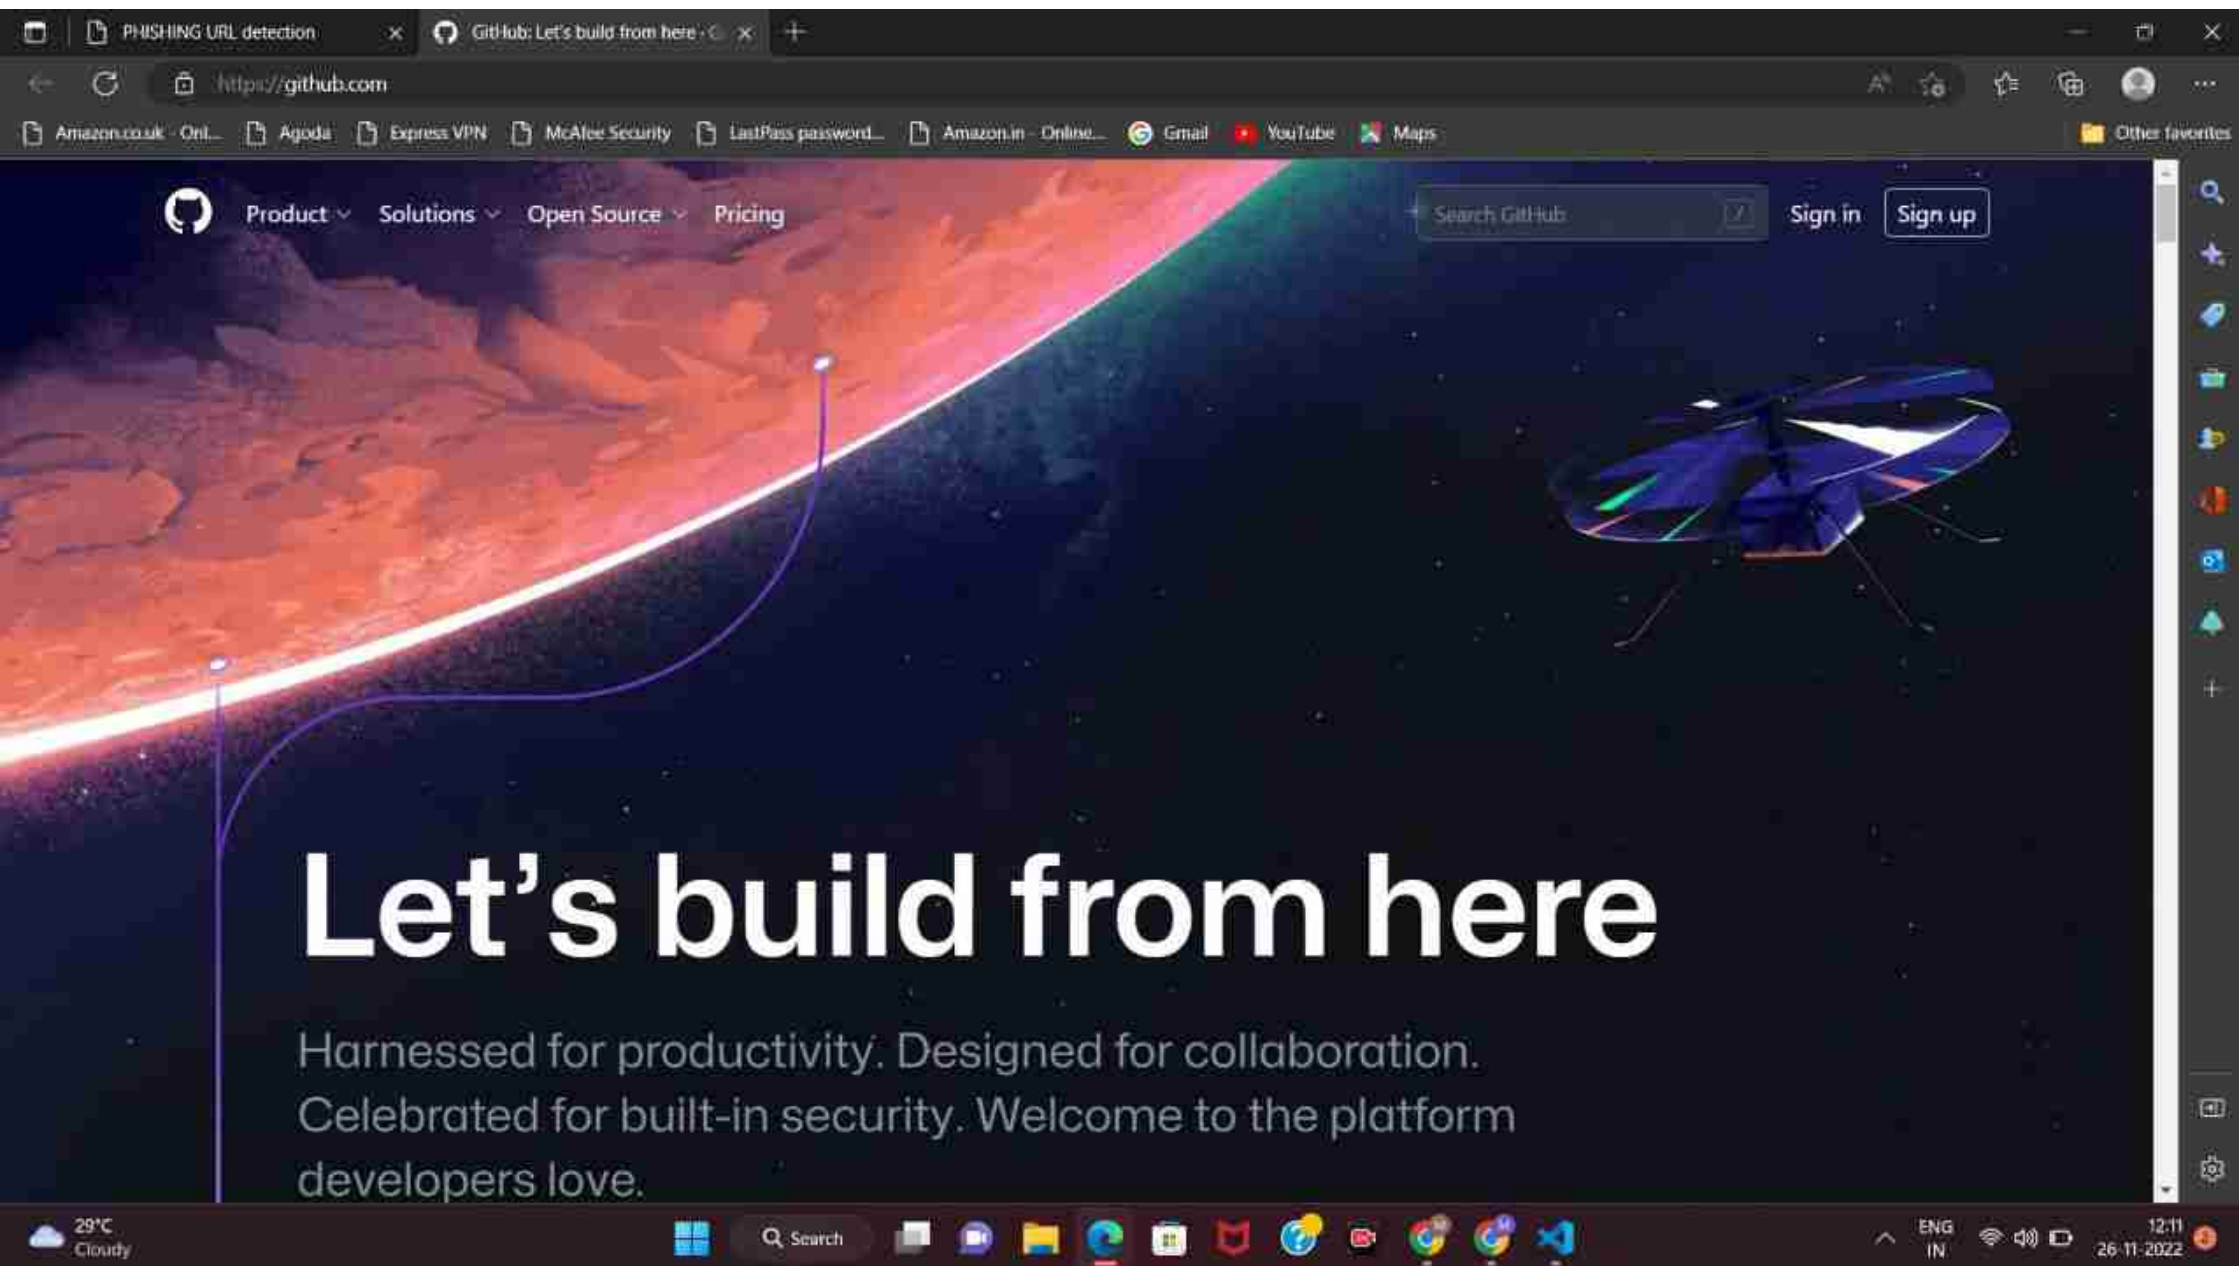 PHISHING URL detection
GitHub: Let's build from here ·
https://github.com
Amazon.co.uk - Onl...
Agoda
Express VPN
McAfee Security
LastPass password...
Amazon.in - Online...
Gmail
YouTube
Maps
Other favorites
Product
Solutions
Open Source
Pricing
Search GitHub
/
Sign in
Sign up
Let's build from here
Harnessed for productivity. Designed for collaboration.
Celebrated for built-in security. Welcome to the platform
developers love.
29°C
Cloudy
Search
ENG
IN
12:11
26-11-2022